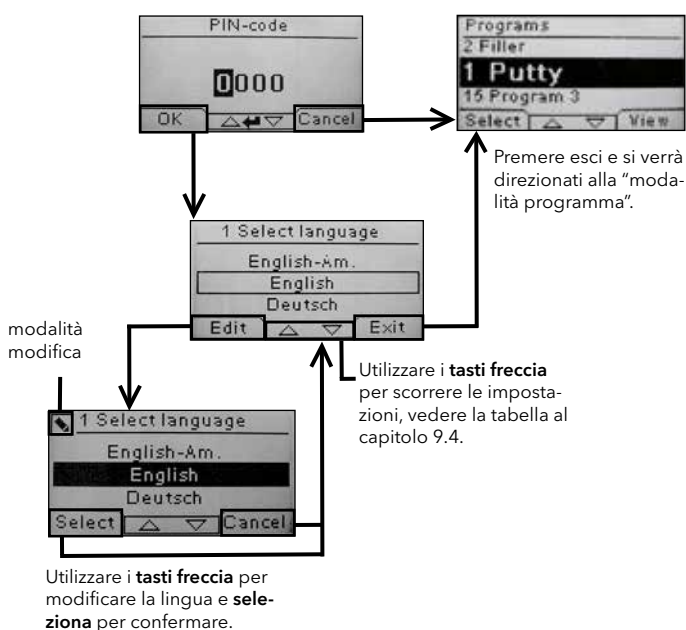 PIN-code
0000
OK
Cancel
Programs
2 Filler
1 Putty
15 Program 3
Select
View
Premere esci e si verrà
direzionati alla “moda-
lità programma”.
1 Select language
English-Am.
English
Deutsch
Edit
Exit
modalità
modifica
Utilizzare i tasti freccia
per scorrere le imposta-
zioni, vedere la tabella al
capitolo 9.4.
1 Select language
English-Am.
English
Deutsch
Select
Cancel
Utilizzare i tasti freccia per
modificare la lingua e sele-
ziona per confermare.